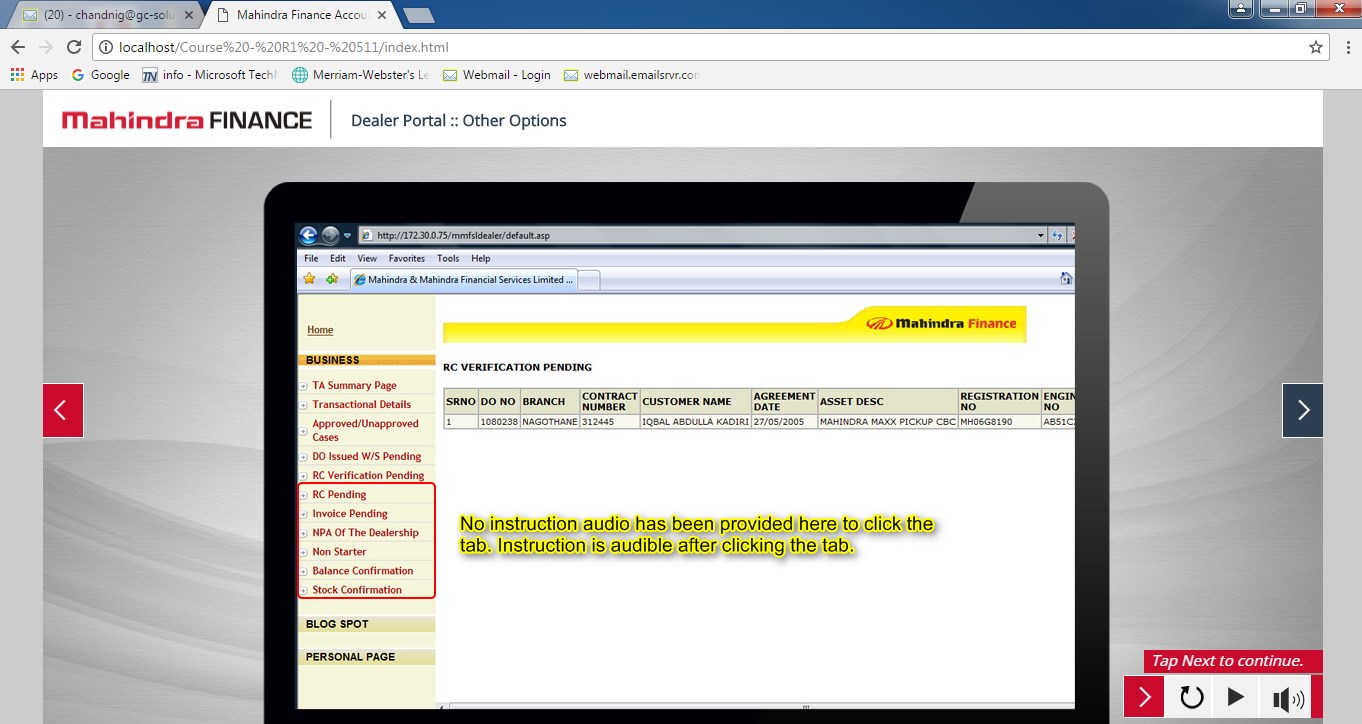 (20) - chandnig@gc-solu
Mahindra Finance Accou
localhost/Course%20-%20R1%20-%20511/index.html
Apps
Google
TN info - Microsoft Tech
Merriam-Webster's Le
Webmail - Login
webmail.emailsrvr.con
Mahindra FINANCE
Dealer Portal :: Other Options
http://172.30.0.75/mmfsldealer/default.asp
File Edit View Favorites Tools Help
Mahindra & Mahindra Financial Services Limited ...
Home
BUSINESS
TA Summary Page
Transactional Details
Approved/Unapproved
Cases
DO Issued W/S Pending
RC Verification Pending
RC Pending
Invoice Pending
NPA Of The Dealership
Non Starter
Balance Confirmation
Stock Confirmation
BLOG SPOT
PERSONAL PAGE
Mahindra Finance
RC VERIFICATION PENDING
SRNO DO NO BRANCH CONTRACT NUMBER CUSTOMER NAME AGREEMENT DATE ASSET DESC REGISTRATION NO ENGIN NO
1 1080238 NAGOTHANE 312445 IQBAL ABDULLA KADIRI 27/05/2005 MAHINDRA MAXX PICKUP CBC MH06G8190 AB51C
No instruction audio has been provided here to click the
tab. Instruction is audible after clicking the tab.
Tap Next to continue.